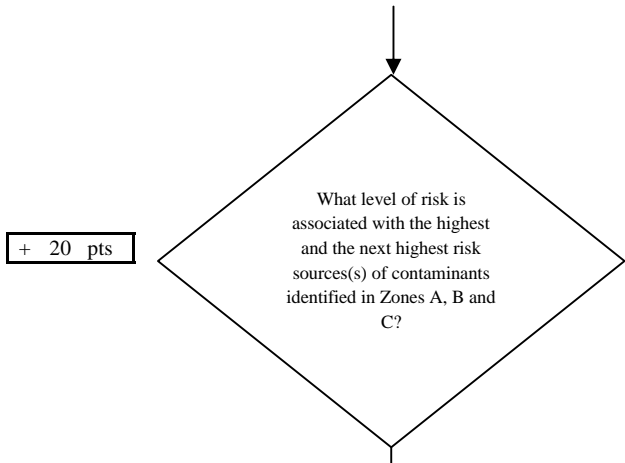 What level of risk is
associated with the highest
and the next highest risk
sources(s) of contaminants
identified in Zones A, B and
C?
+ 20 pts